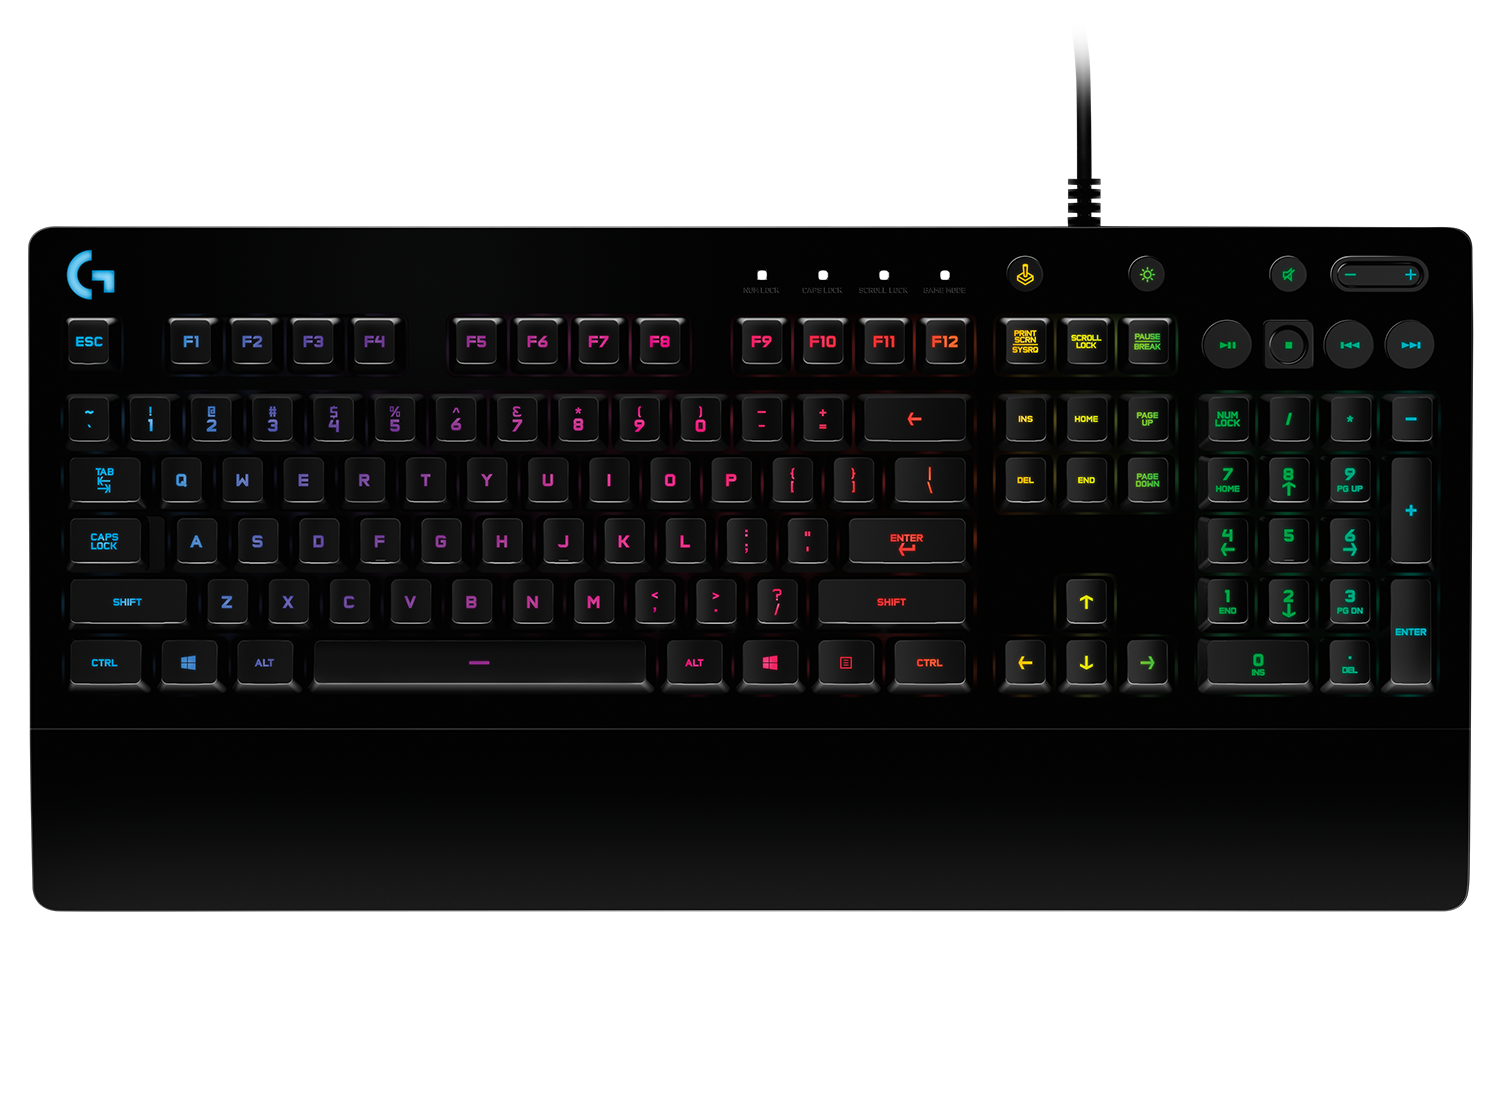 NUM LOCK CAPS LOCK SCROLL LOCK GAME MODE
- +
ESC F1 F2 F3 F4 F5 F6 F7 F8 F9 F10 F11 F12 PRINT SCRN SYSRQ SCROLL LOCK PAUSE BREAK
~ ` ! 1 @ 2 # 3 $ 4 % 5 ^ 6 & 7 * 8 ( 9 ) 0 - - + = ← INS HOME PAGE UP NUM LOCK / * -
TAB Q W E R T Y U I O P { [ } ] | \ DEL END PAGE DOWN 7 HOME 8 ↑ 9 PG UP +
CAPS LOCK A S D F G H J K L : ; " ' ENTER 4 ← 5 6 →
SHIFT Z X C V B N M < , > . ? / SHIFT ↑ 1 END 2 ↓ 3 PG DN ENTER
CTRL ALT ALT CTRL ← ↓ → 0 INS . DEL